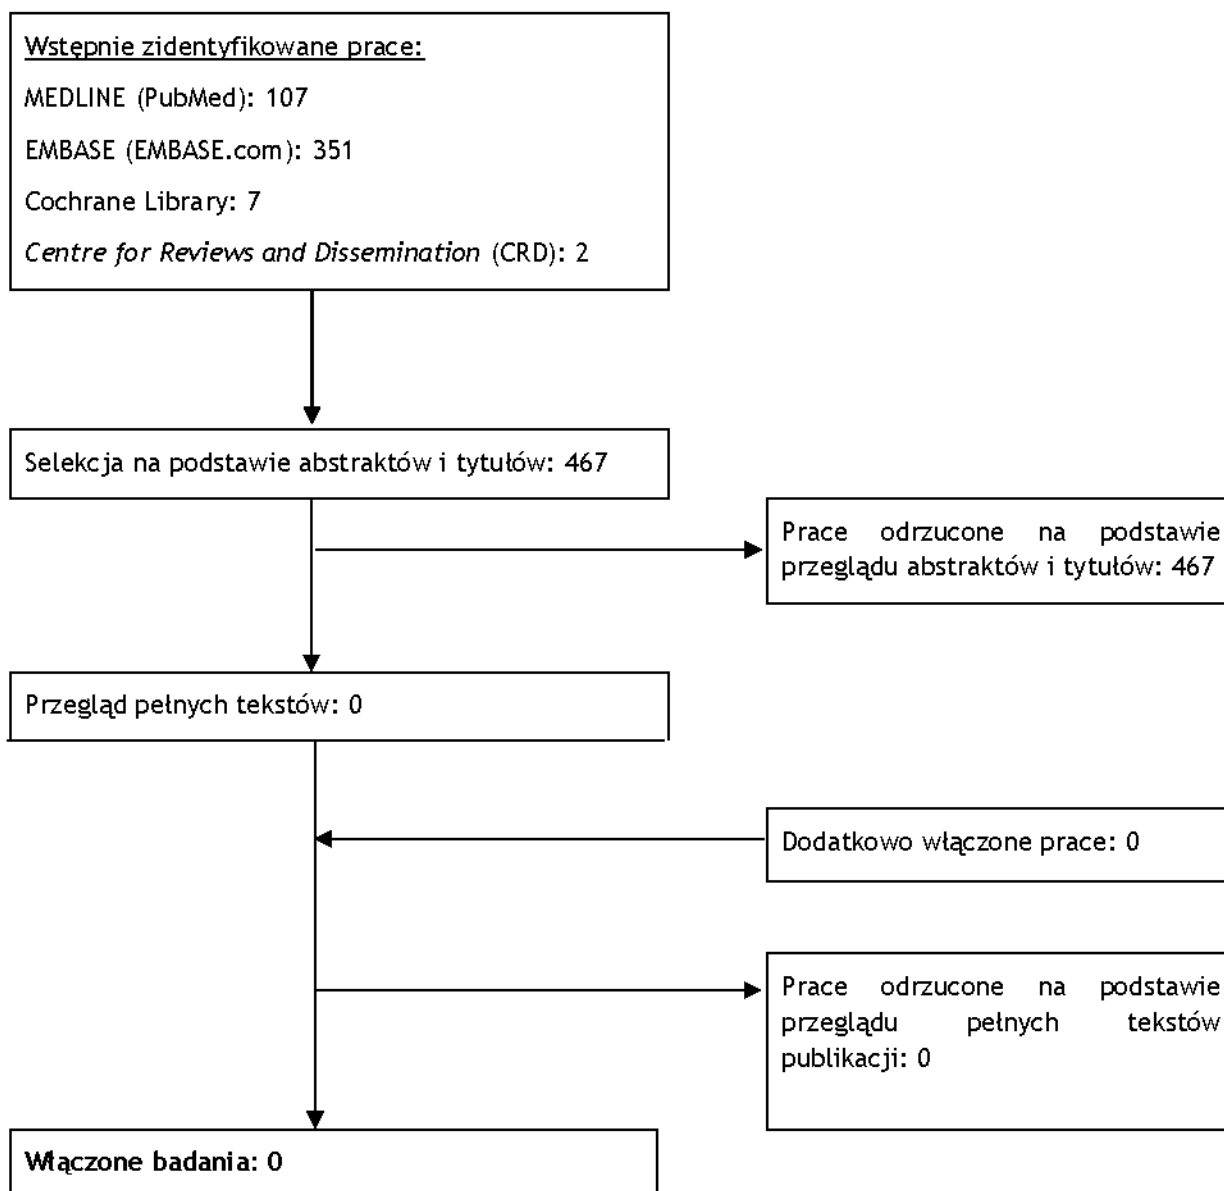 Wstępnie zidentyfikowane prace:
MEDLINE (PubMed): 107
EMBASE (EMBASE.com): 351
Cochrane Library: 7
Centre for Reviews and Dissemination (CRD): 2
Selekcja na podstawie abstraktów i tytułów: 467
Prace odrzucone na podstawie
przeglądu abstraktów i tytułów: 467
Przegląd pełnych tekstów: 0
Dodatkowo włączone prace: 0
Prace odrzucone na podstawie
przeglądu pełnych tekstów
publikacji: 0
Włączone badania: 0